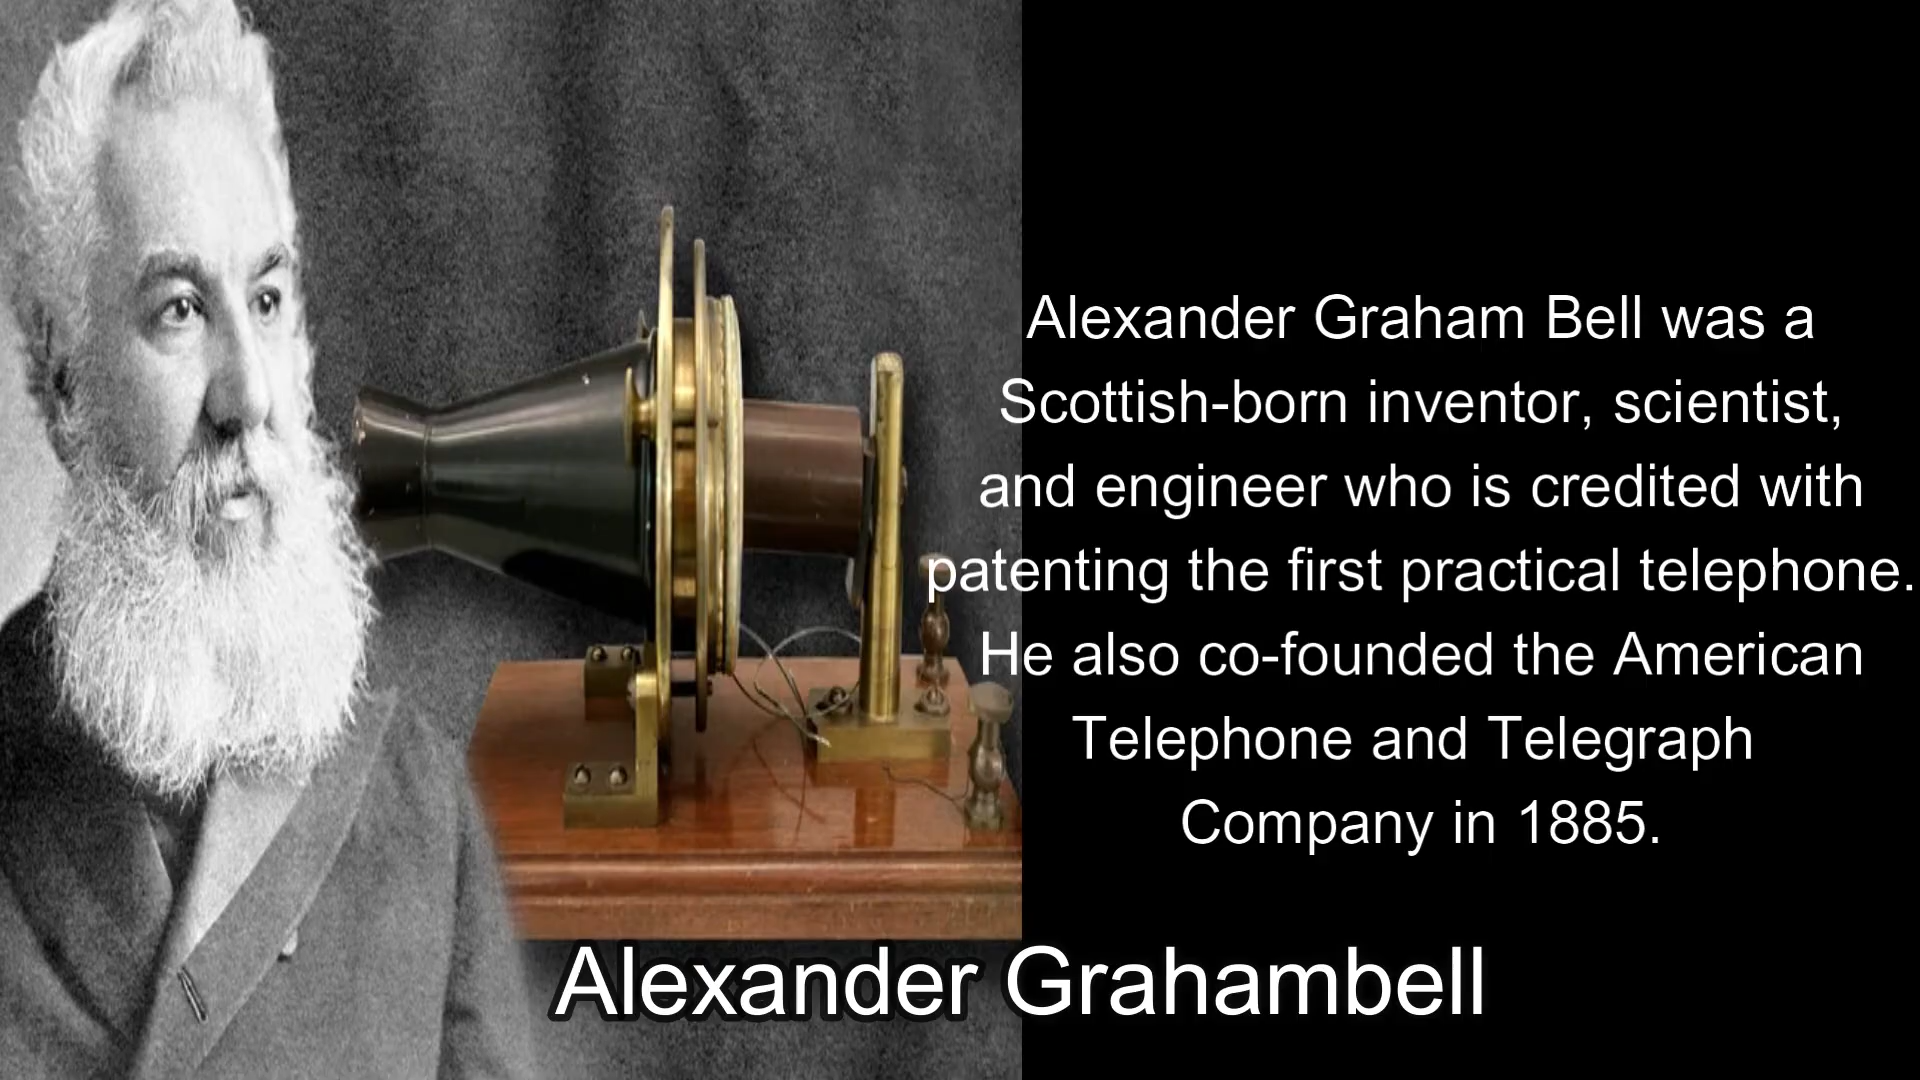 Alexander Graham Bell was a
Scottish-born inventor, scientist,
and engineer who is credited with
patenting the first practical telephone.
He also co-founded the American
Telephone and Telegraph
Company in 1885.
Alexander Grahambell